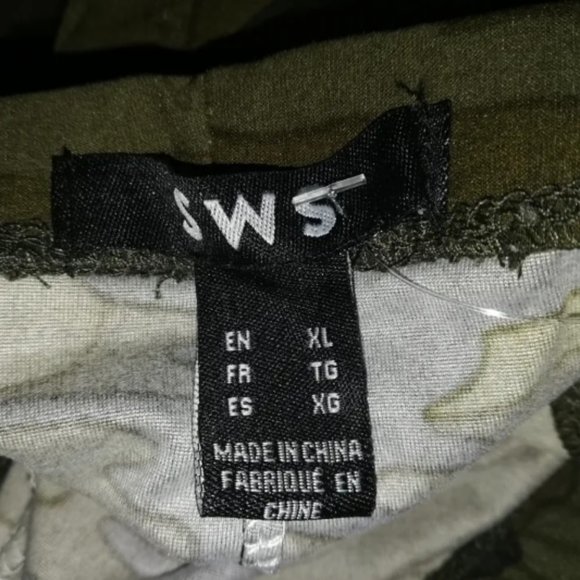 SWS
EN XL
FR TG
ES XG
MADE IN CHINA
FABRIQUÉ EN
CHINE